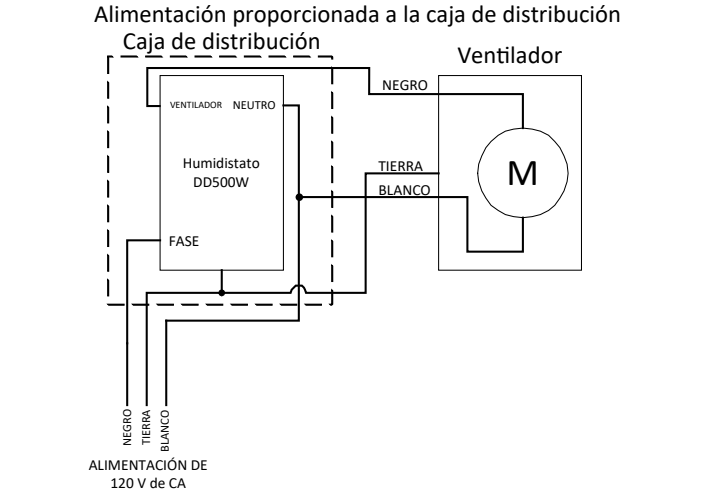 Alimentación proporcionada a la caja de distribución
Caja de distribución
Ventilador
NEGRO
VENTILADOR NEUTRO
Humidistato
DD500W
TIERRA
BLANCO
M
FASE
NEGRO
TIERRA
BLANCO
ALIMENTACIÓN DE
120 V de CA